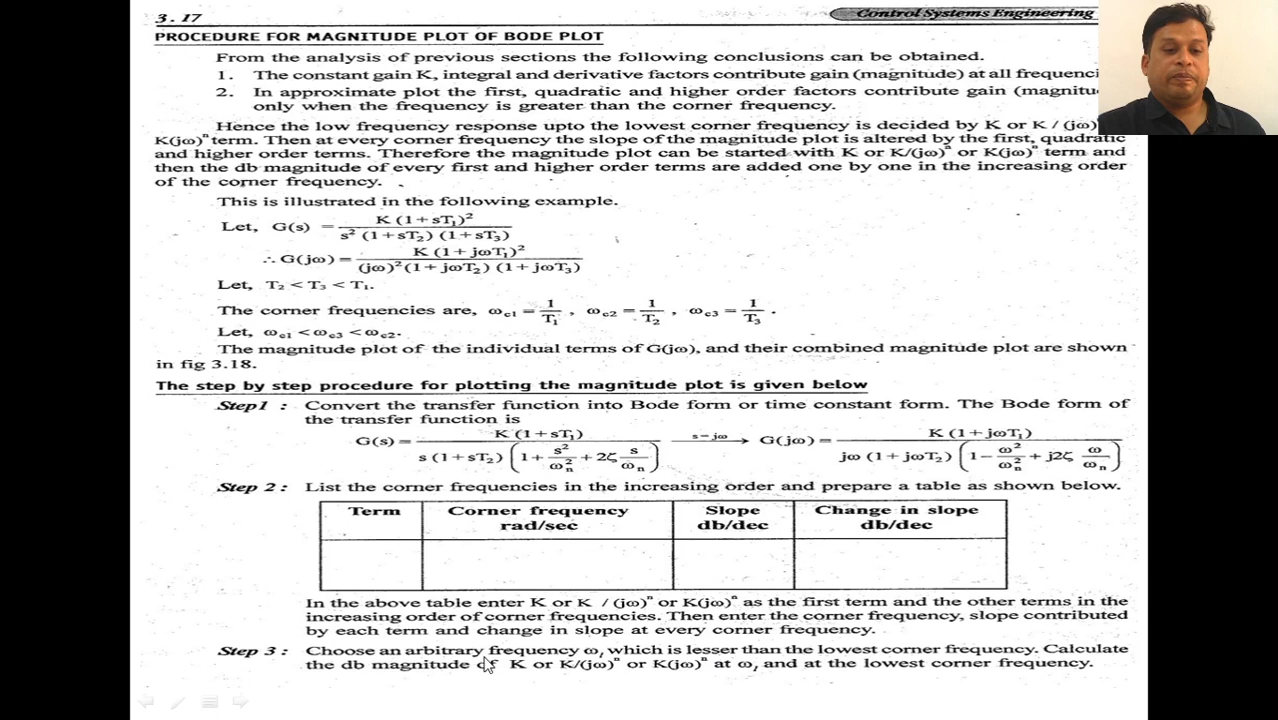 3. 17
Control Systems Engineering
PROCEDURE FOR MAGNITUDE PLOT OF BODE PLOT
From the analysis of previous sections the following conclusions can be obtained.
1. The constant gain K, integral and derivative factors contribute gain (magnitude) at all frequenci
2. In approximate plot the first, quadratic and higher order factors contribute gain (magnitu
only when the frequency is greater than the corner frequency.
Hence the low frequency response upto the lowest corner frequency is decided by K or K / (jω)
K(jω)ⁿ term. Then at every corner frequency the slope of the magnitude plot is altered by the first, quadratic
and higher order terms. Therefore the magnitude plot can be started with K or K/(jω)ⁿ or K(jω)ⁿ term and
then the db magnitude of every first and higher order terms are added one by one in the increasing order
of the corner frequency.
This is illustrated in the following example.
Let, G(s) = K (1+sT₁)² / s² (1+sT₂) (1+sT₃)
∴ G(jω) = K (1+jωT₁)² / (jω)² (1+jωT₂) (1+jωT₃)
Let, T₂ < T₃ < T₁.
The corner frequencies are, ωc1 = 1/T₁ , ωc2 = 1/T₂ , ωc3 = 1/T₃ .
Let, ωc1 < ωc3 < ωc2.
The magnitude plot of the individual terms of G(jω), and their combined magnitude plot are shown
in fig 3.18.
The step by step procedure for plotting the magnitude plot is given below
Step1 : Convert the transfer function into Bode form or time constant form. The Bode form of
the transfer function is
G(s) = K (1+sT₁) / s (1+sT₂) (1 + s²/ωn² + 2ζ s/ωn) s=jω → G(jω) = K (1+jωT₁) / jω (1+jωT₂) (1 − ω²/ωn² + j2ζ ω/ωn)
Step 2 : List the corner frequencies in the increasing order and prepare a table as shown below.
Term Corner frequency rad/sec Slope db/dec Change in slope db/dec
In the above table enter K or K / (jω)ⁿ or K(jω)ⁿ as the first term and the other terms in the
increasing order of corner frequencies. Then enter the corner frequency, slope contributed
by each term and change in slope at every corner frequency.
Step 3 : Choose an arbitrary frequency ωl which is lesser than the lowest corner frequency. Calculate
the db magnitude of K or K/(jω)ⁿ or K(jω)ⁿ at ωl and at the lowest corner frequency.